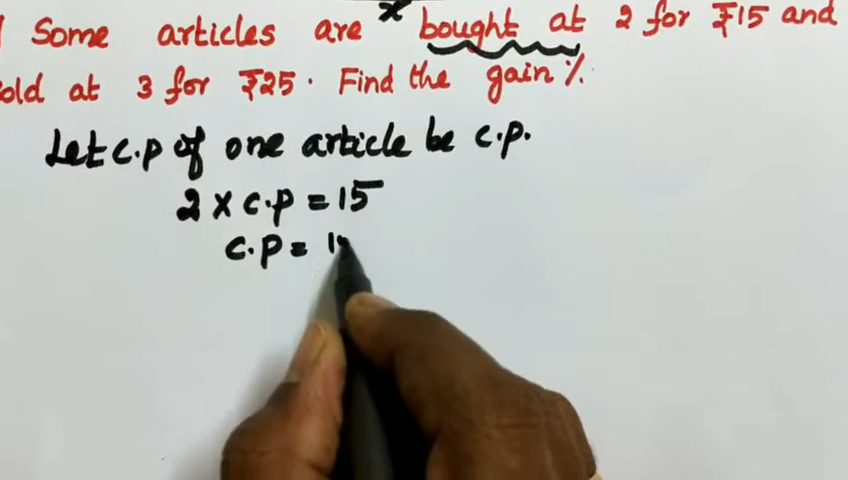 Some articles are bought at 2 for ₹15 and
old at 3 for ₹25. Find the gain %.
Let C.P of one article be C.P.
2 × C.P = 15
C.P = 1